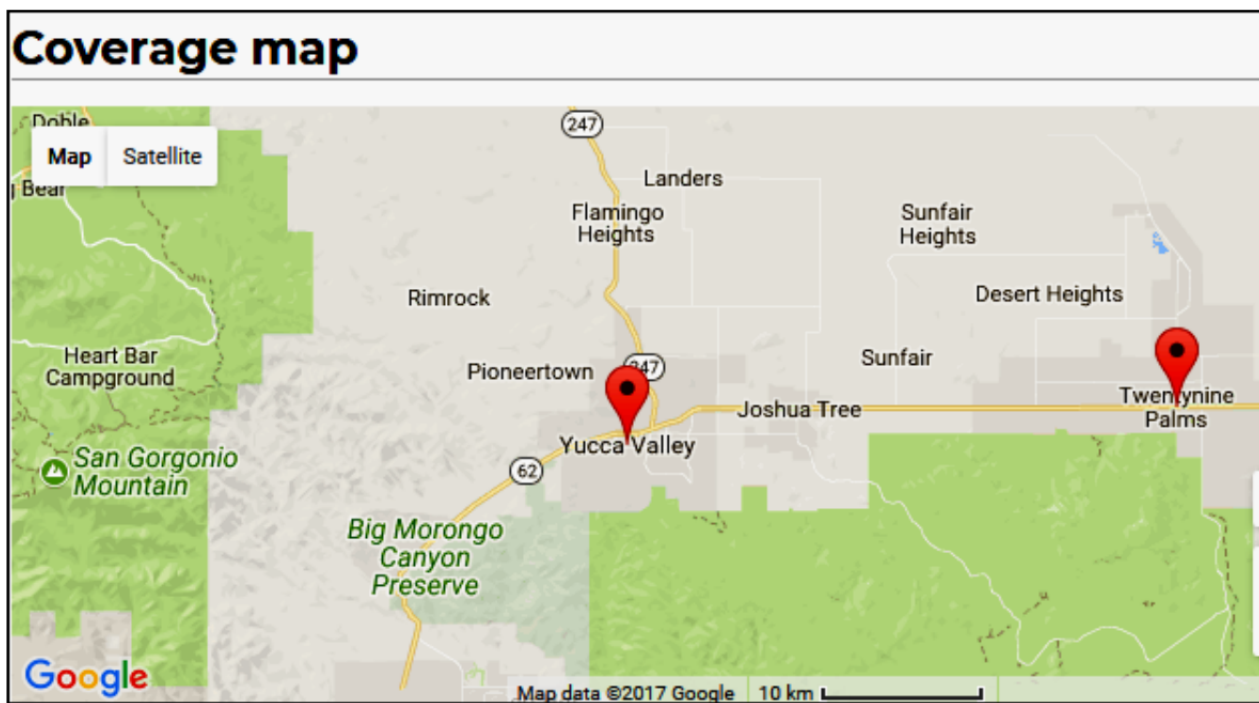 Coverage map
Doble
Map
Satellite
Bear
247
Landers
Flamingo
Heights
Sunfair
Heights
Rimrock
Desert Heights
Heart Bar
Campground
Pioneertown
247
Sunfair
Twentynine
Palms
Joshua Tree
Yucca Valley
San Gorgonio
Mountain
62
Big Morongo
Canyon
Preserve
Google
Map data ©2017 Google
10 km